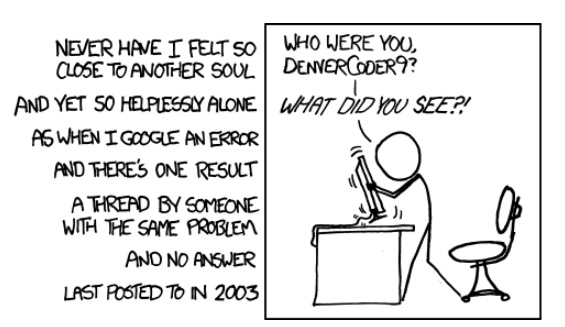 NEVER HAVE I FELT SO
CLOSE TO ANOTHER SOUL
AND YET SO HELPLESSLY ALONE
AS WHEN I GOOGLE AN ERROR
AND THERE'S ONE RESULT
A THREAD BY SOMEONE
WITH THE SAME PROBLEM
AND NO ANSWER
LAST POSTED TO IN 2003
WHO WERE YOU,
DENVERCODER9?
WHAT DID YOU SEE?!